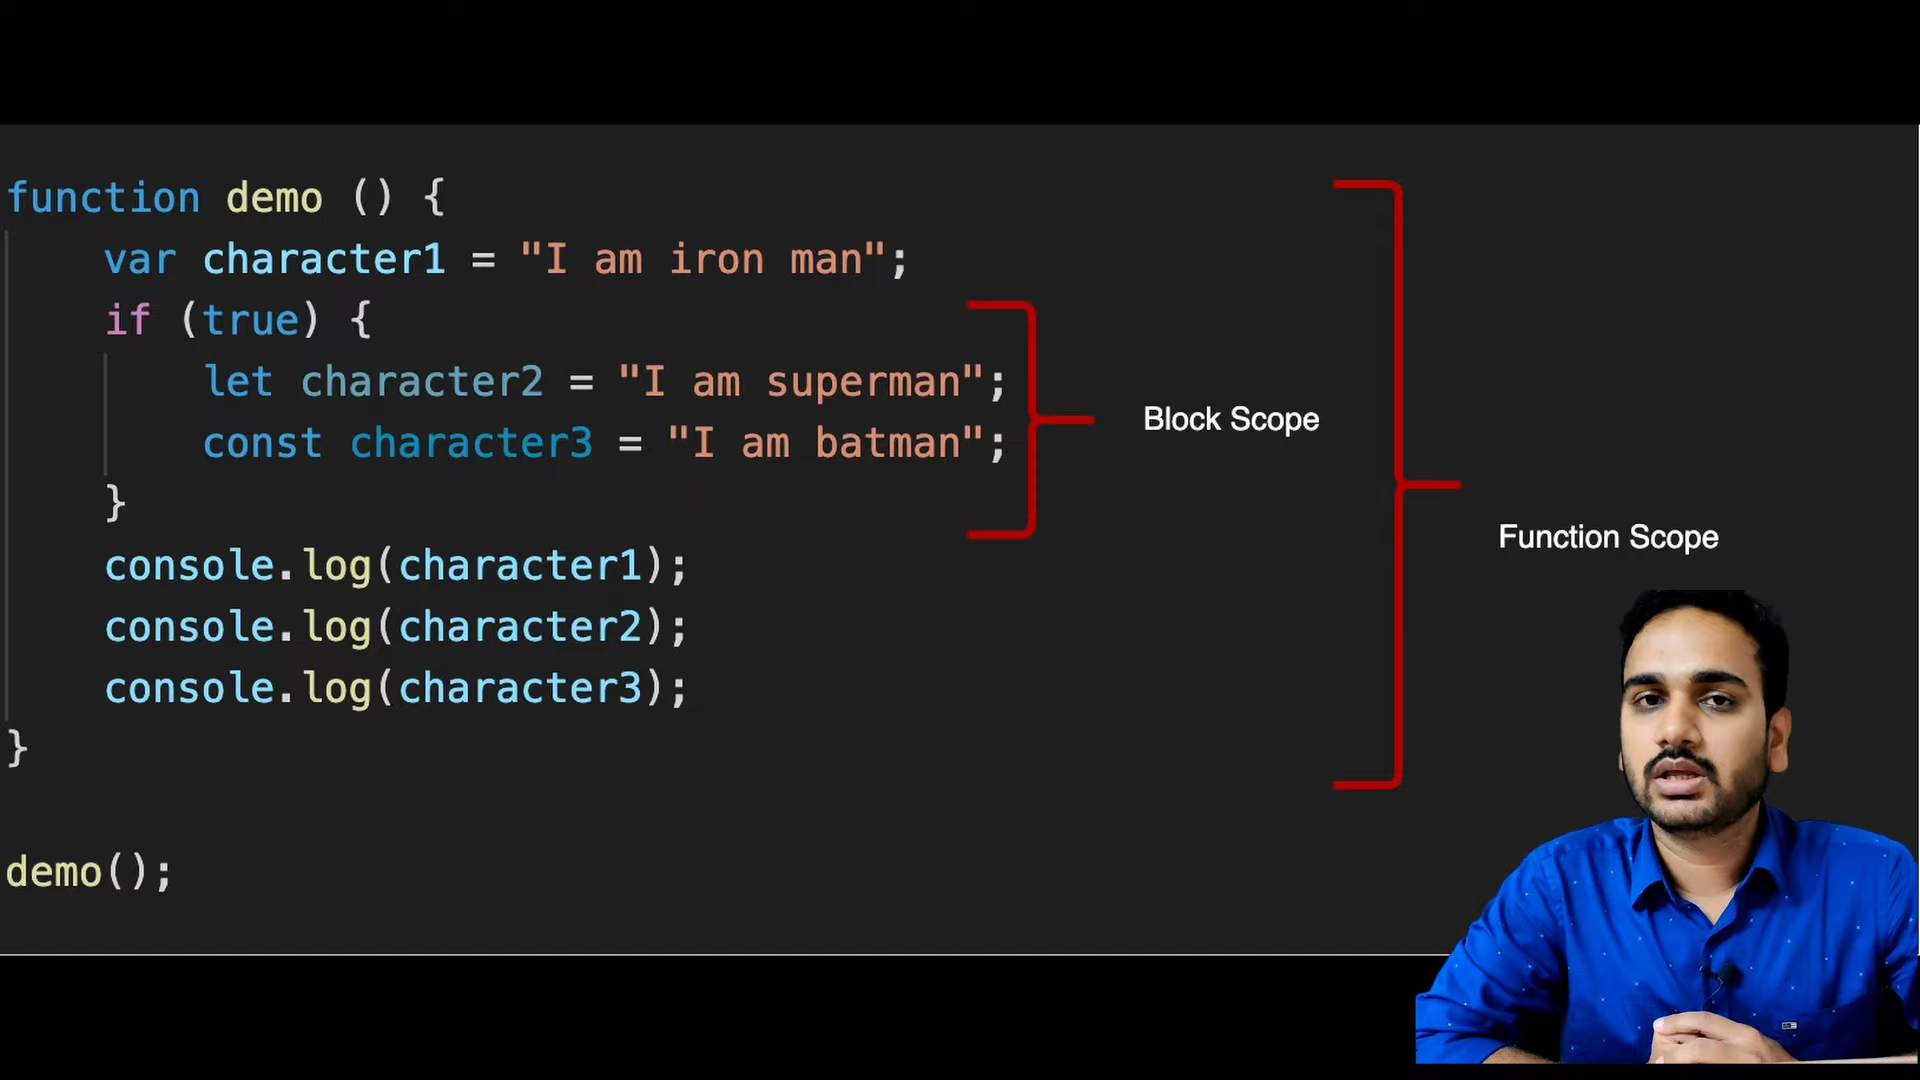 function demo () {
    var character1 = "I am iron man";
    if (true) {
        let character2 = "I am superman";
        const character3 = "I am batman";
    }
    console.log(character1);
    console.log(character2);
    console.log(character3);
}
demo();
Block Scope
Function Scope